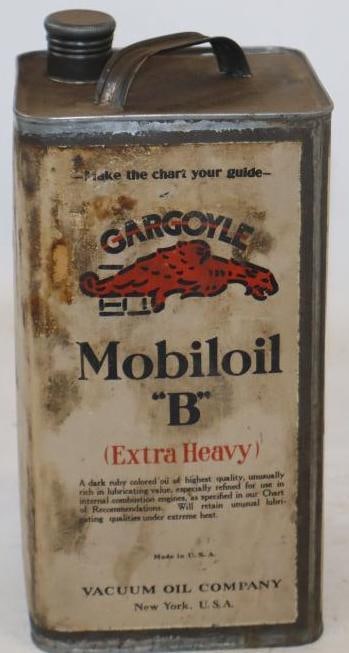 —Make the chart your guide—
GARGOYLE
Mobiloil
"B"
(Extra Heavy)
A dark ruby colored oil of highest quality, unusually
rich in lubricating value, especially refined for use in
internal combustion engines, as specified in our Chart
of Recommendations. Will retain unusual lubri-
cating qualities under extreme heat.
Made in U.S.A.
VACUUM OIL COMPANY
New York, U.S.A.